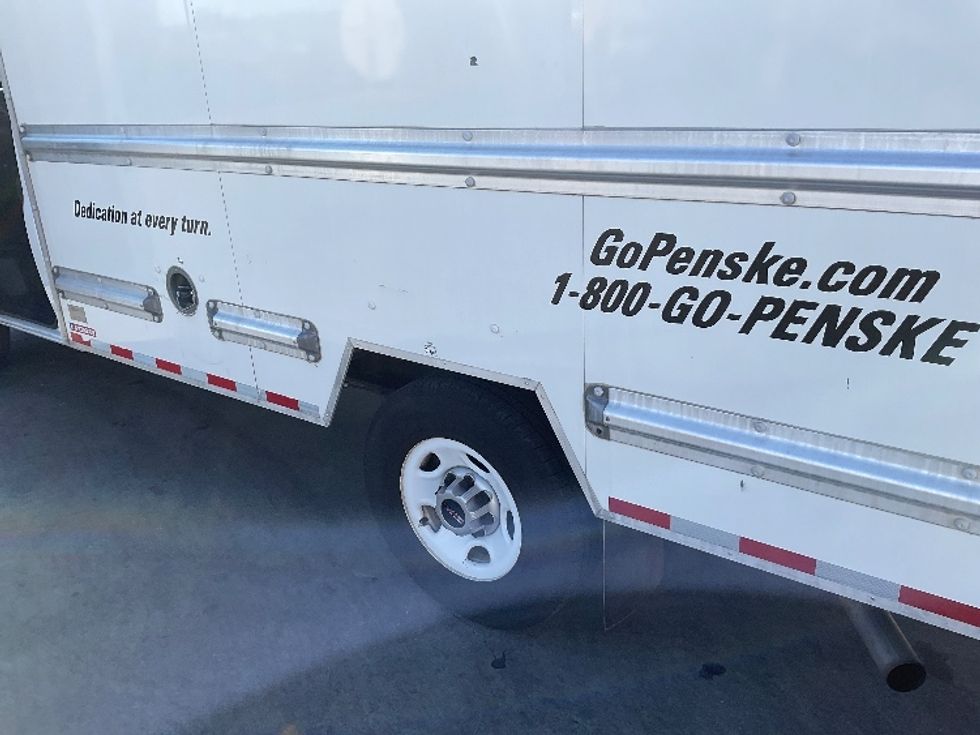 Dedication at every turn.
GoPenske.com
1-800-GO-PENSKE